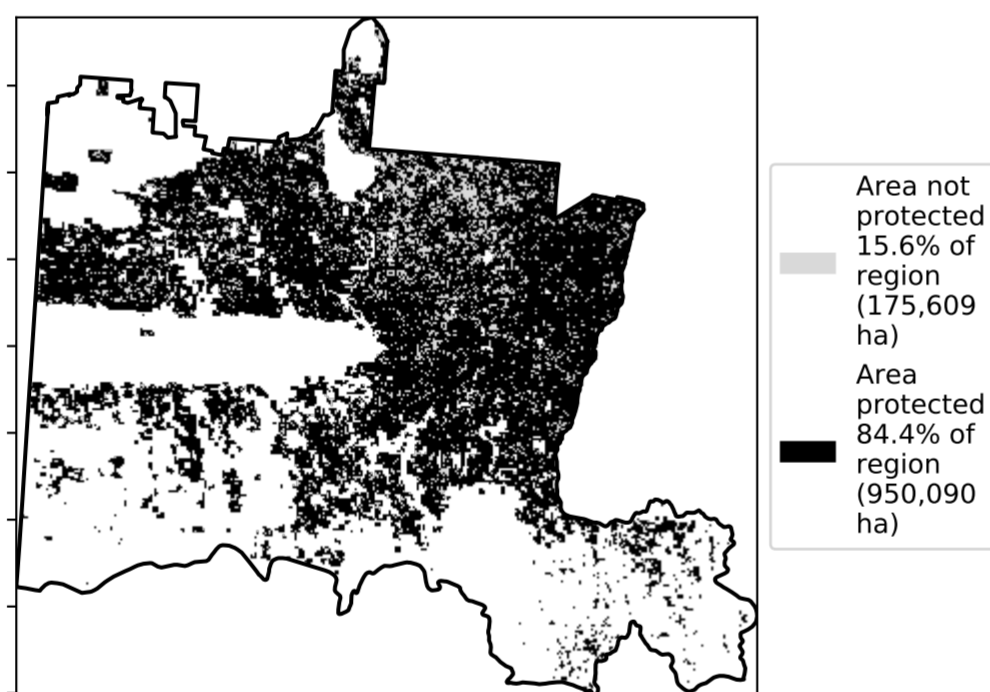 Area not
protected
15.6% of
region
(175,609
ha)
Area
protected
84.4% of
region
(950,090
ha)